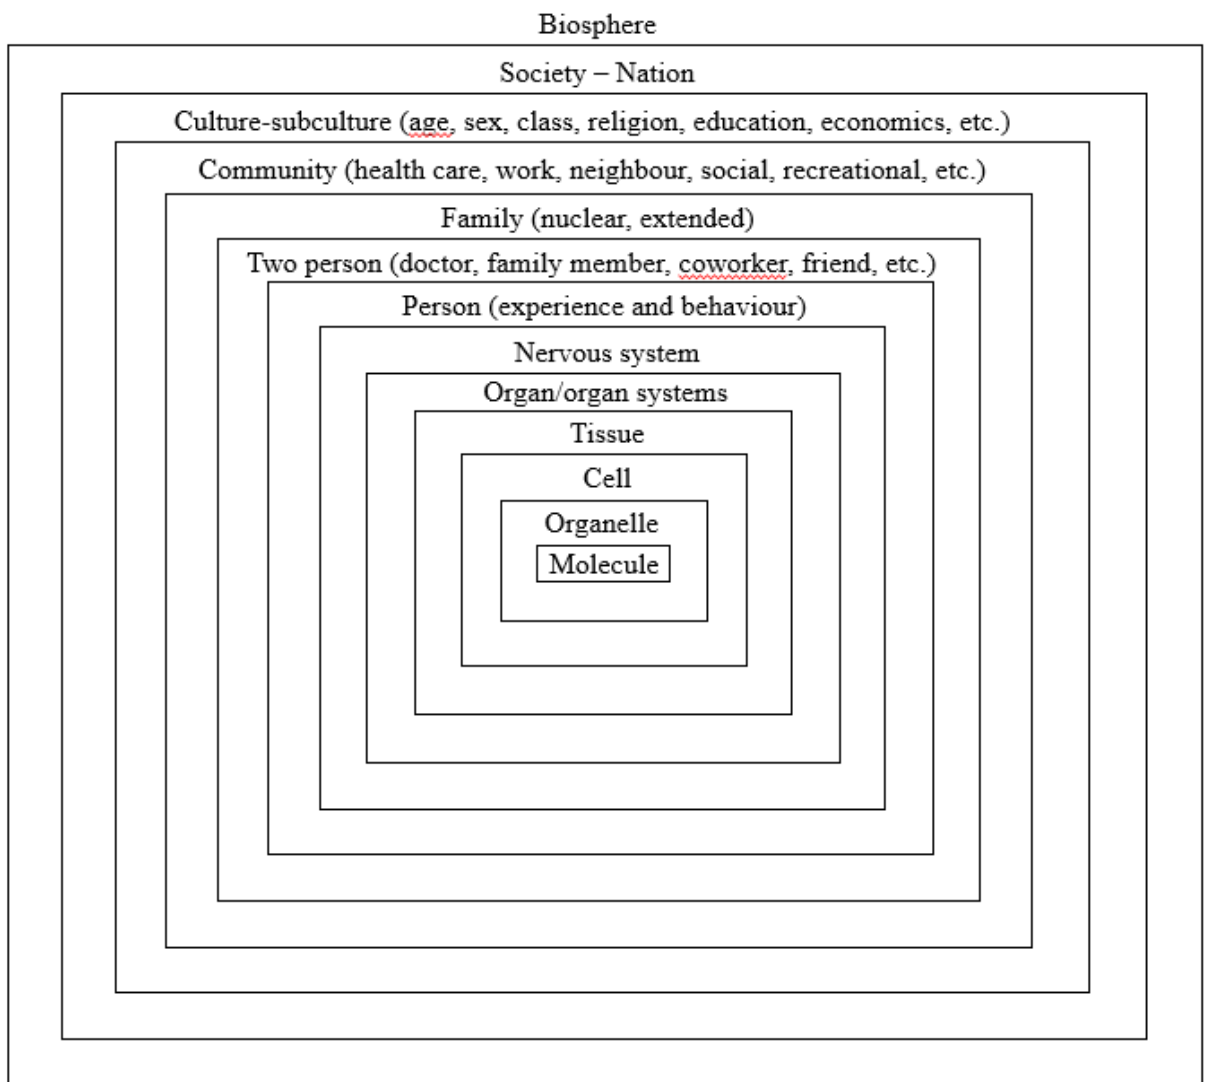 Biosphere
Society – Nation
Culture-subculture (age, sex, class, religion, education, economics, etc.)
Community (health care, work, neighbour, social, recreational, etc.)
Family (nuclear, extended)
Two person (doctor, family member, coworker, friend, etc.)
Person (experience and behaviour)
Nervous system
Organ/organ systems
Tissue
Cell
Organelle
Molecule